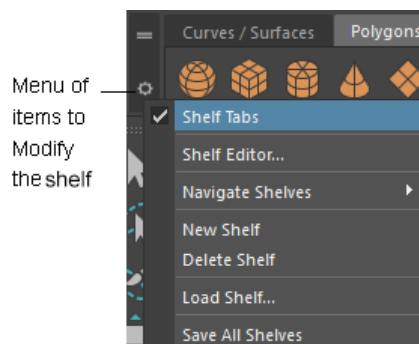 Curves / Surfaces Polygons
Menu of
items to
Modify
the shelf
Shelf Tabs
Shelf Editor...
Navigate Shelves
New Shelf
Delete Shelf
Load Shelf...
Save All Shelves